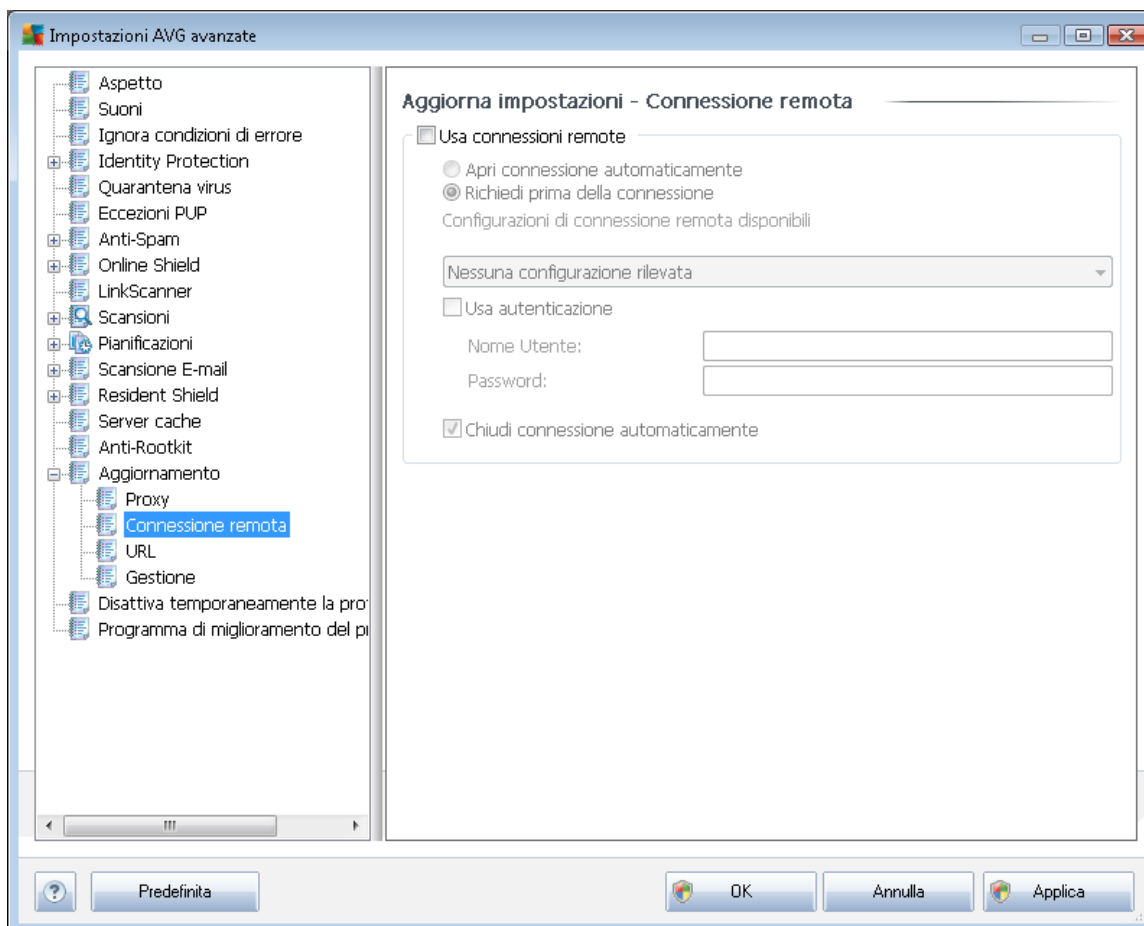 Impostazioni AVG avanzate
Aspetto
Suoni
Ignora condizioni di errore
Identity Protection
Quarantena virus
Eccezioni PUP
Anti-Spam
Online Shield
LinkScanner
Scansioni
Pianificazioni
Scansione E-mail
Resident Shield
Server cache
Anti-Rootkit
Aggiornamento
Proxy
Connessione remota
URL
Gestione
Disattiva temporaneamente la
Programma di miglioramento del
Aggiorna impostazioni - Connessione remota
Usa connessioni remote
Apri connessione automaticamente
Richiedi prima della connessione
Configurazioni di connessione remota disponibili
Nessuna configurazione rilevata
Usa autenticazione
Nome Utente:
Password:
Chiudi connessione automaticamente
?
Predefinita
OK
Annulla
Applica